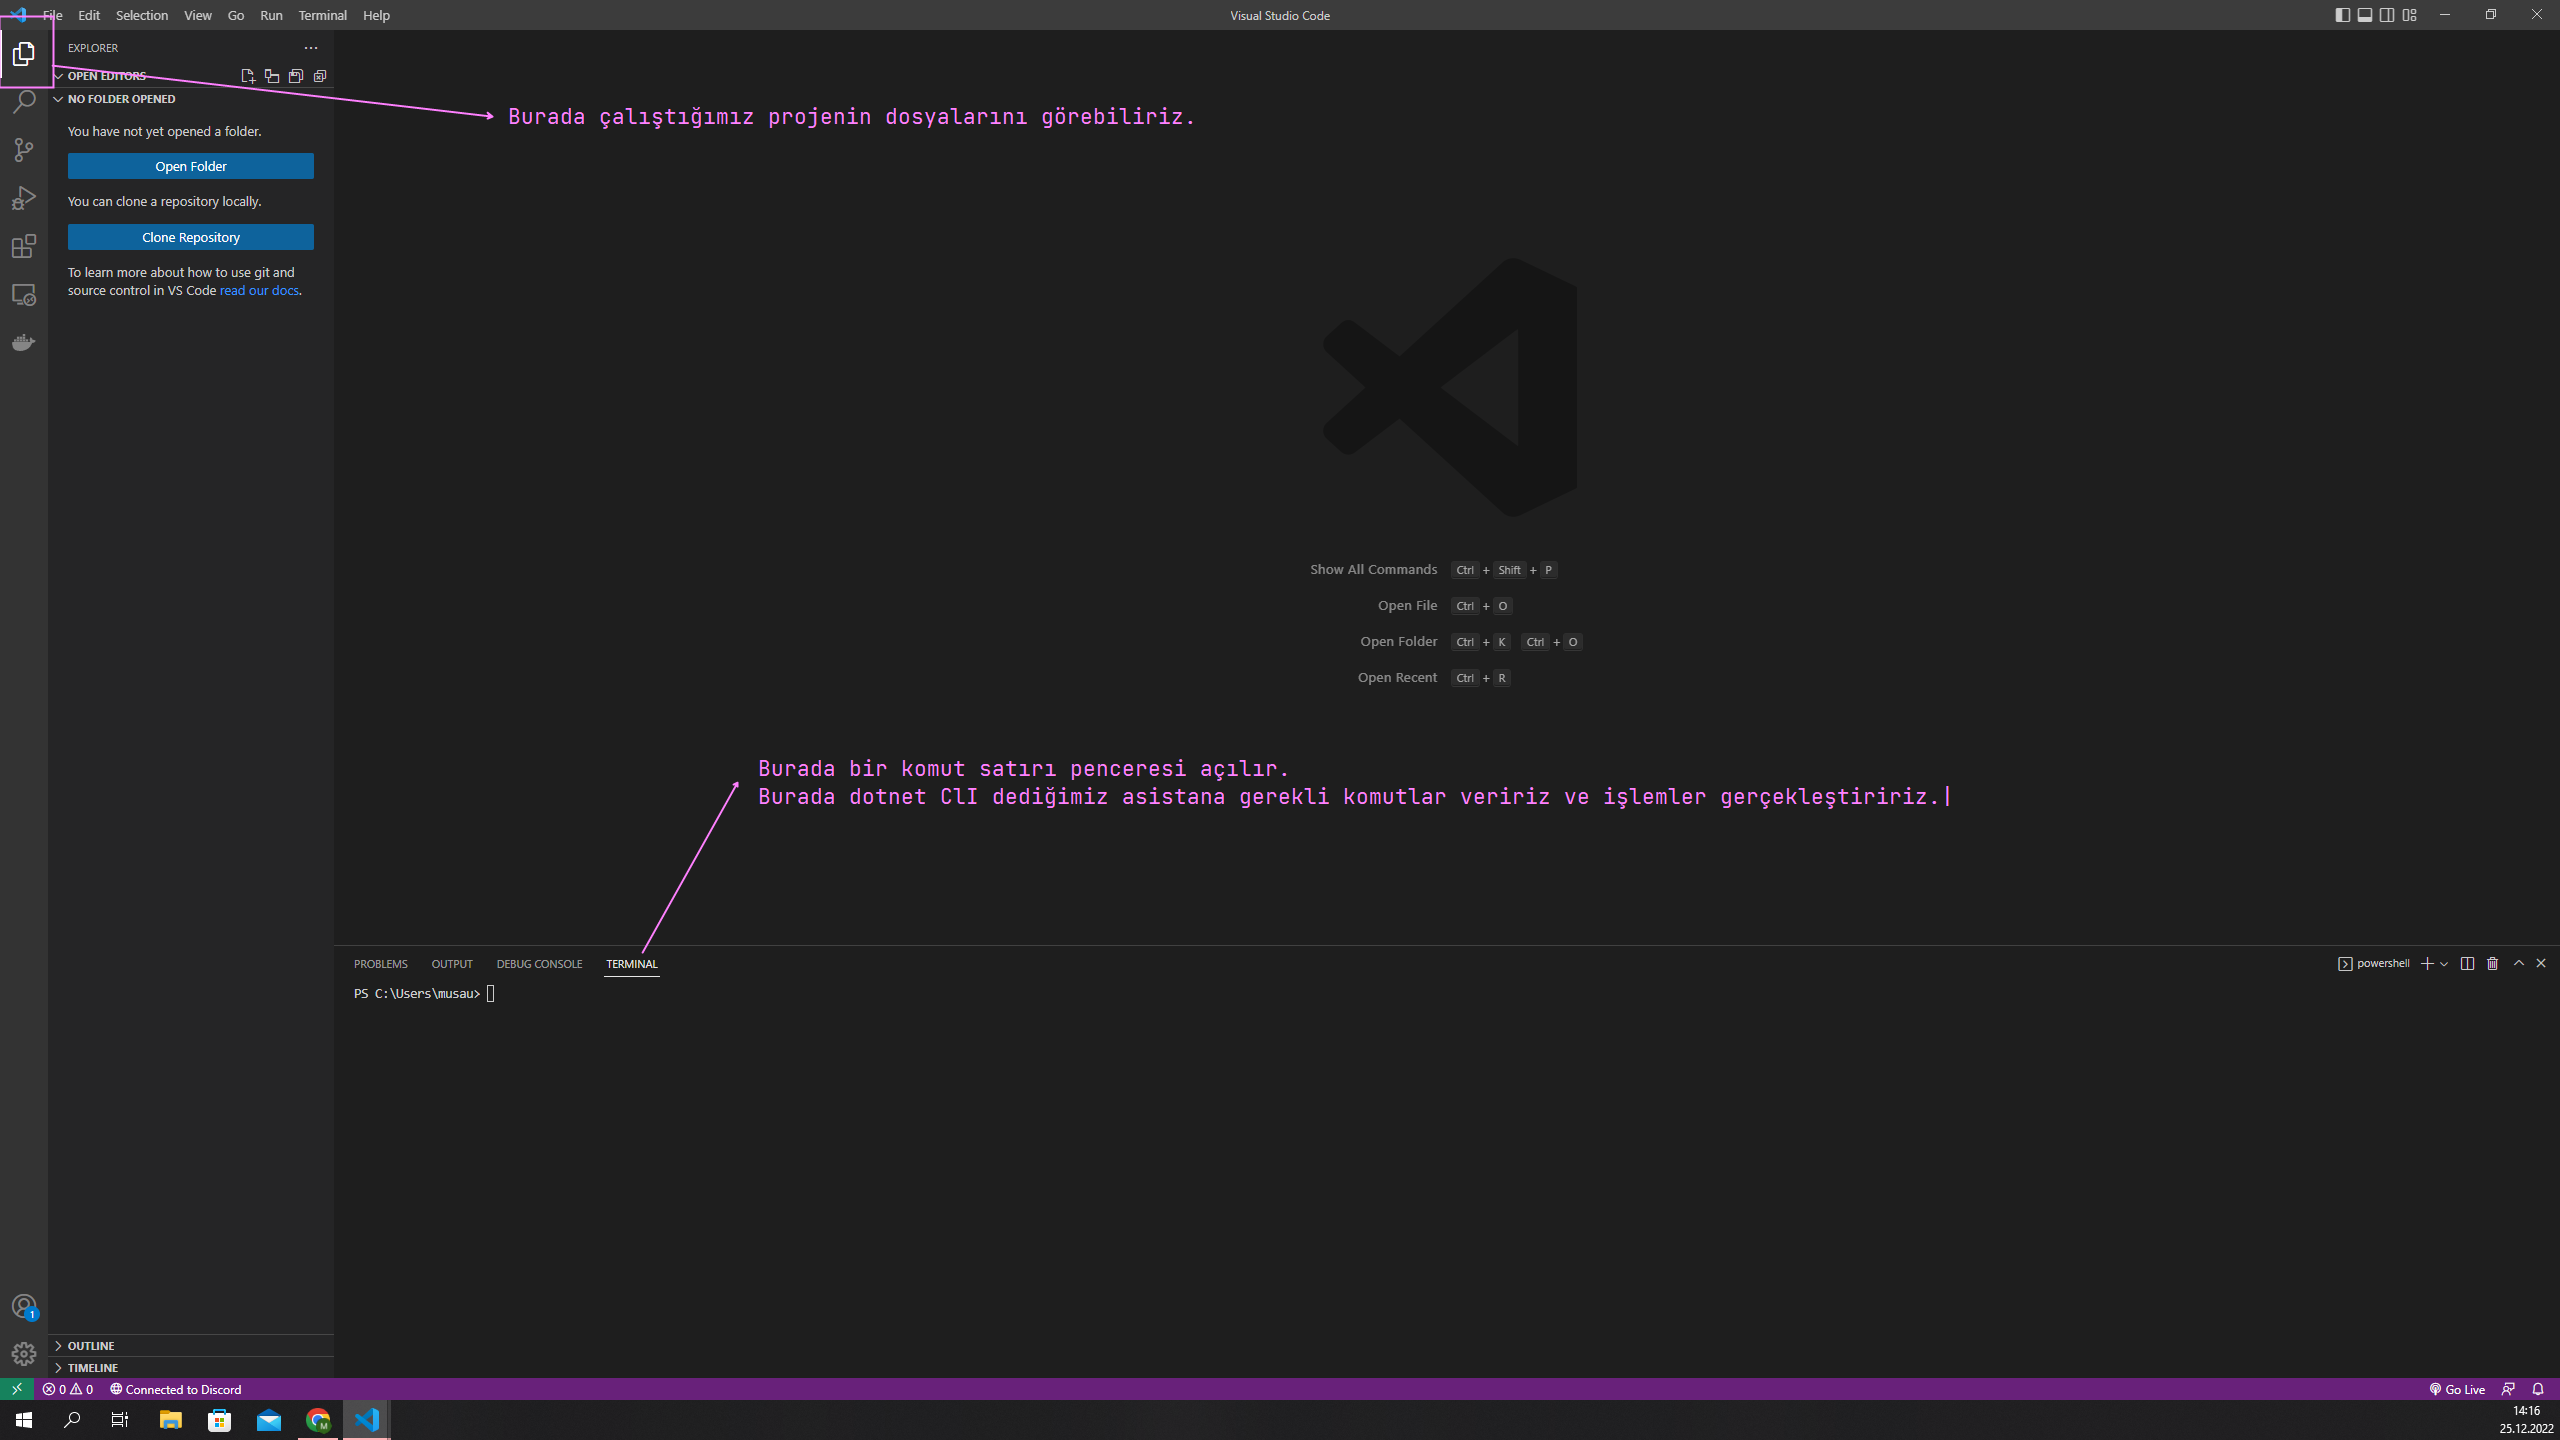 File Edit Selection View Go Run Terminal Help
Visual Studio Code
EXPLORER
OPEN EDITORS
NO FOLDER OPENED
You have not yet opened a folder.
Open Folder
You can clone a repository locally.
Clone Repository
To learn more about how to use git and
source control in VS Code read our docs.
Burada çalıştığımız projenin dosyalarını görebiliriz.
Show All Commands Ctrl + Shift + P
Open File Ctrl + O
Open Folder Ctrl + K Ctrl + O
Open Recent Ctrl + R
Burada bir komut satırı penceresi açılır.
Burada dotnet ClI dediğimiz asistana gerekli komutlar veririz ve işlemler gerçekleştiririz.
PROBLEMS OUTPUT DEBUG CONSOLE TERMINAL
powershell
PS C:\Users\musau>
1
OUTLINE
TIMELINE
0 0 Connected to Discord
Go Live
M
14:16
25.12.2022